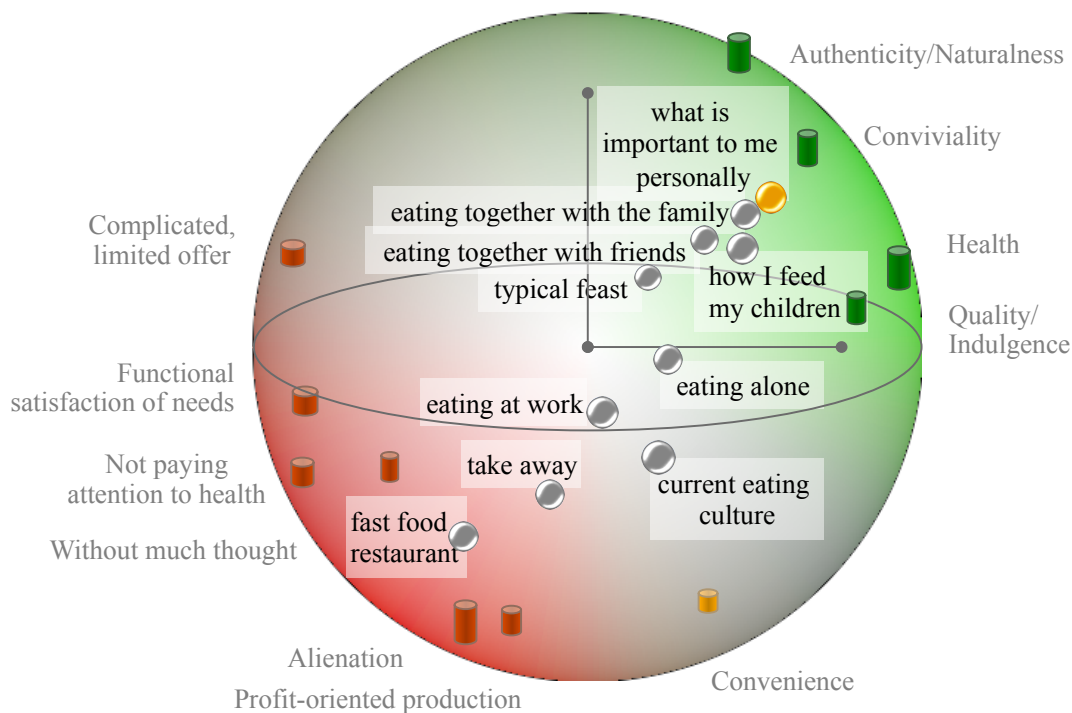 Authenticity/Naturalness
what is
important to me
personally
Conviviality
eating together with the family
Complicated,
limited offer
eating together with friends
Health
typical feast
how I feed
my children
Quality/
Indulgence
eating alone
Functional
satisfaction of needs
eating at work
Not paying
attention to health
take away
current eating
culture
fast food
restaurant
Without much thought
Alienation
Profit-oriented production
Convenience